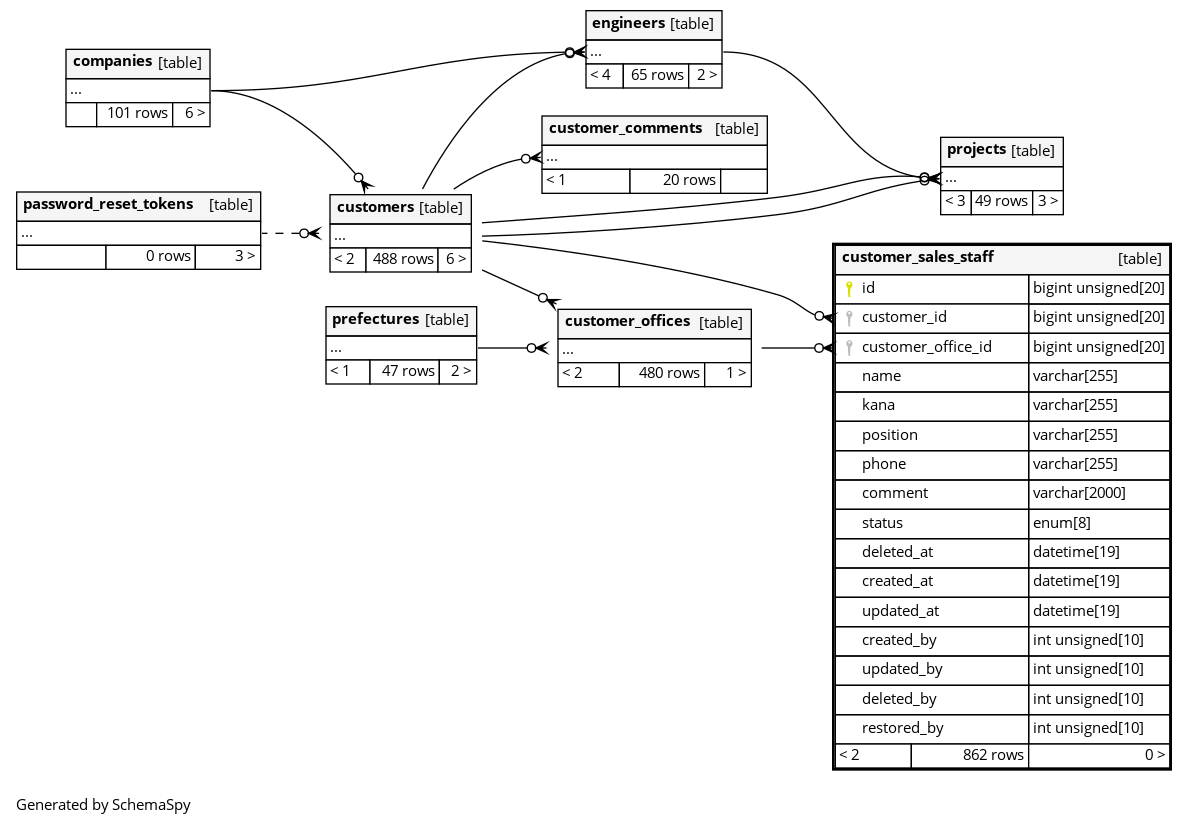 engineers [table]
...
< 4 65 rows 2 >
companies [table]
...
101 rows 6 >
customer_comments [table]
...
< 1 20 rows
projects [table]
...
< 3 49 rows 3 >
password_reset_tokens [table]
...
0 rows 3 >
customers [table]
...
< 2 488 rows 6 >
prefectures [table]
...
< 1 47 rows 2 >
customer_offices [table]
...
< 2 480 rows 1 >
customer_sales_staff [table]
id bigint unsigned[20]
customer_id bigint unsigned[20]
customer_office_id bigint unsigned[20]
name varchar[255]
kana varchar[255]
position varchar[255]
phone varchar[255]
comment varchar[2000]
status enum[8]
deleted_at datetime[19]
created_at datetime[19]
updated_at datetime[19]
created_by int unsigned[10]
updated_by int unsigned[10]
deleted_by int unsigned[10]
restored_by int unsigned[10]
< 2 862 rows 0 >
Generated by SchemaSpy